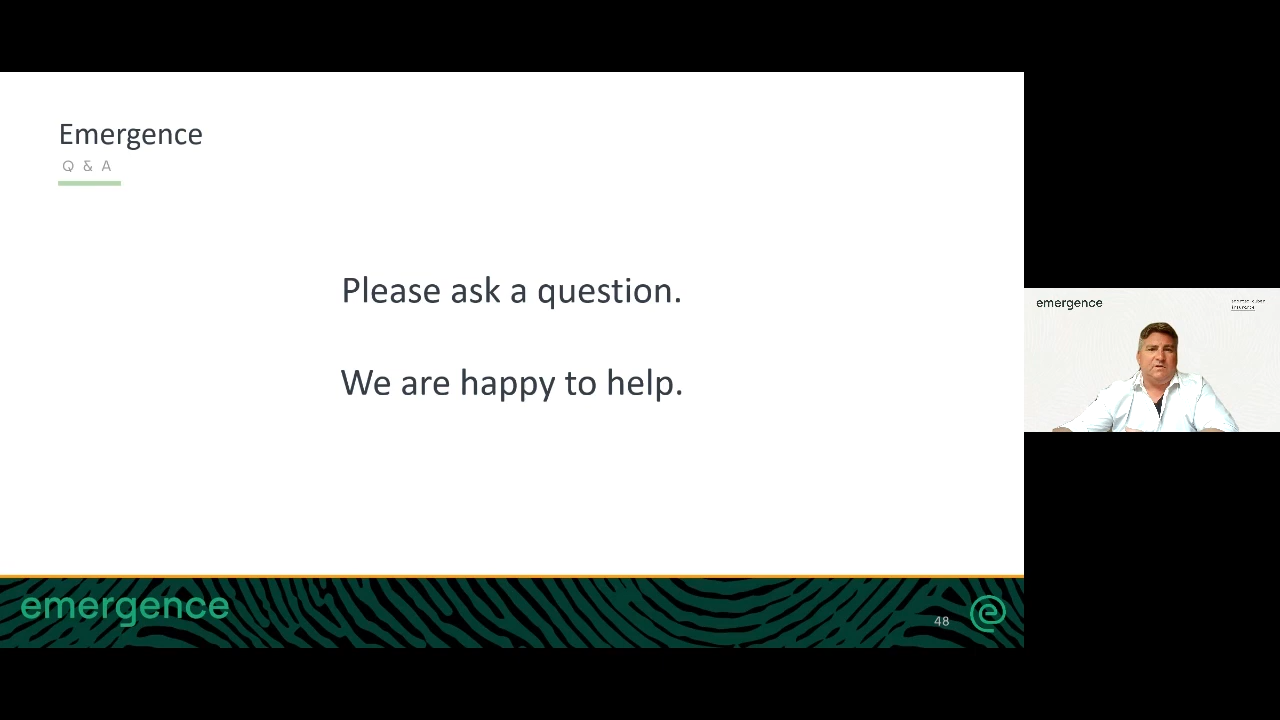 Emergence
Q & A
Please ask a question.
We are happy to help.
emergence
48
emergence